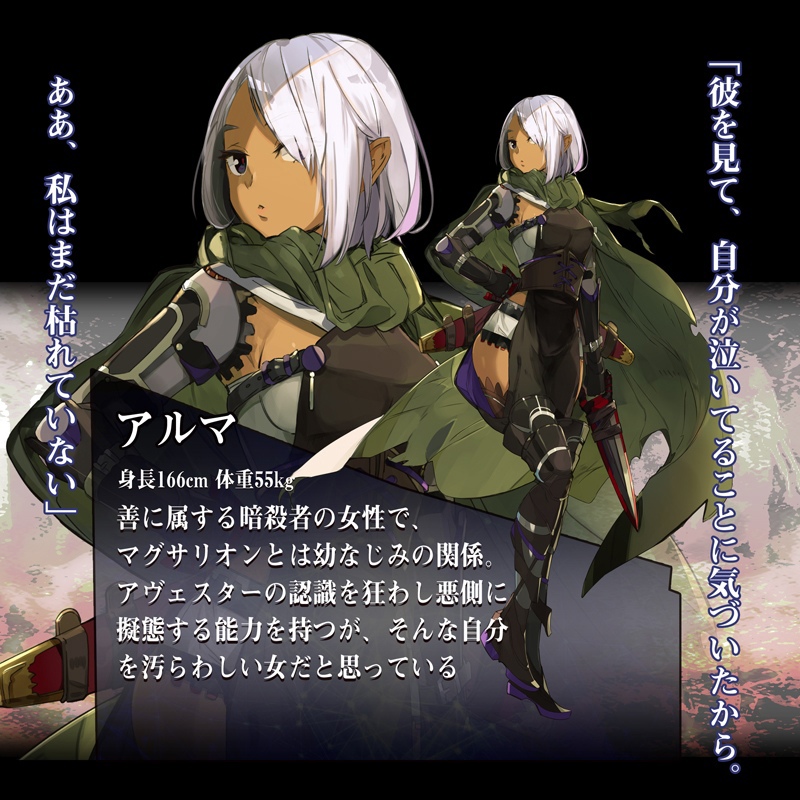 「彼を見て、自分が泣いてることに気づいたから。
ああ、私はまだ枯れていない」
アルマ
身長166cm 体重55kg
善に属する暗殺者の女性で、
マグサリオンとは幼なじみの関係。
アヴェスターの認識を狂わし悪側に
擬態する能力を持つが、そんな自分
を汚らわしい女だと思っている